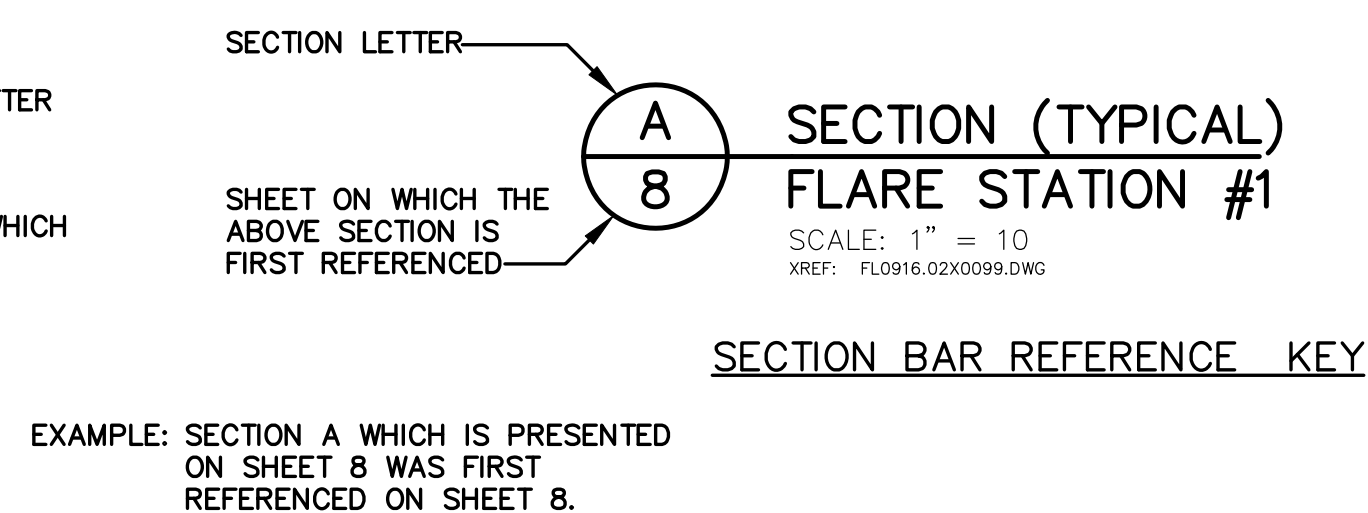 SECTION LETTER
A
8
SHEET ON WHICH THE
ABOVE SECTION IS
FIRST REFERENCED
SECTION (TYPICAL)
FLARE STATION #1
SCALE: 1" = 10
XREF: FL0916.02X0099.DWG
SECTION BAR REFERENCE KEY
EXAMPLE: SECTION A WHICH IS PRESENTED
ON SHEET 8 WAS FIRST
REFERENCED ON SHEET 8.